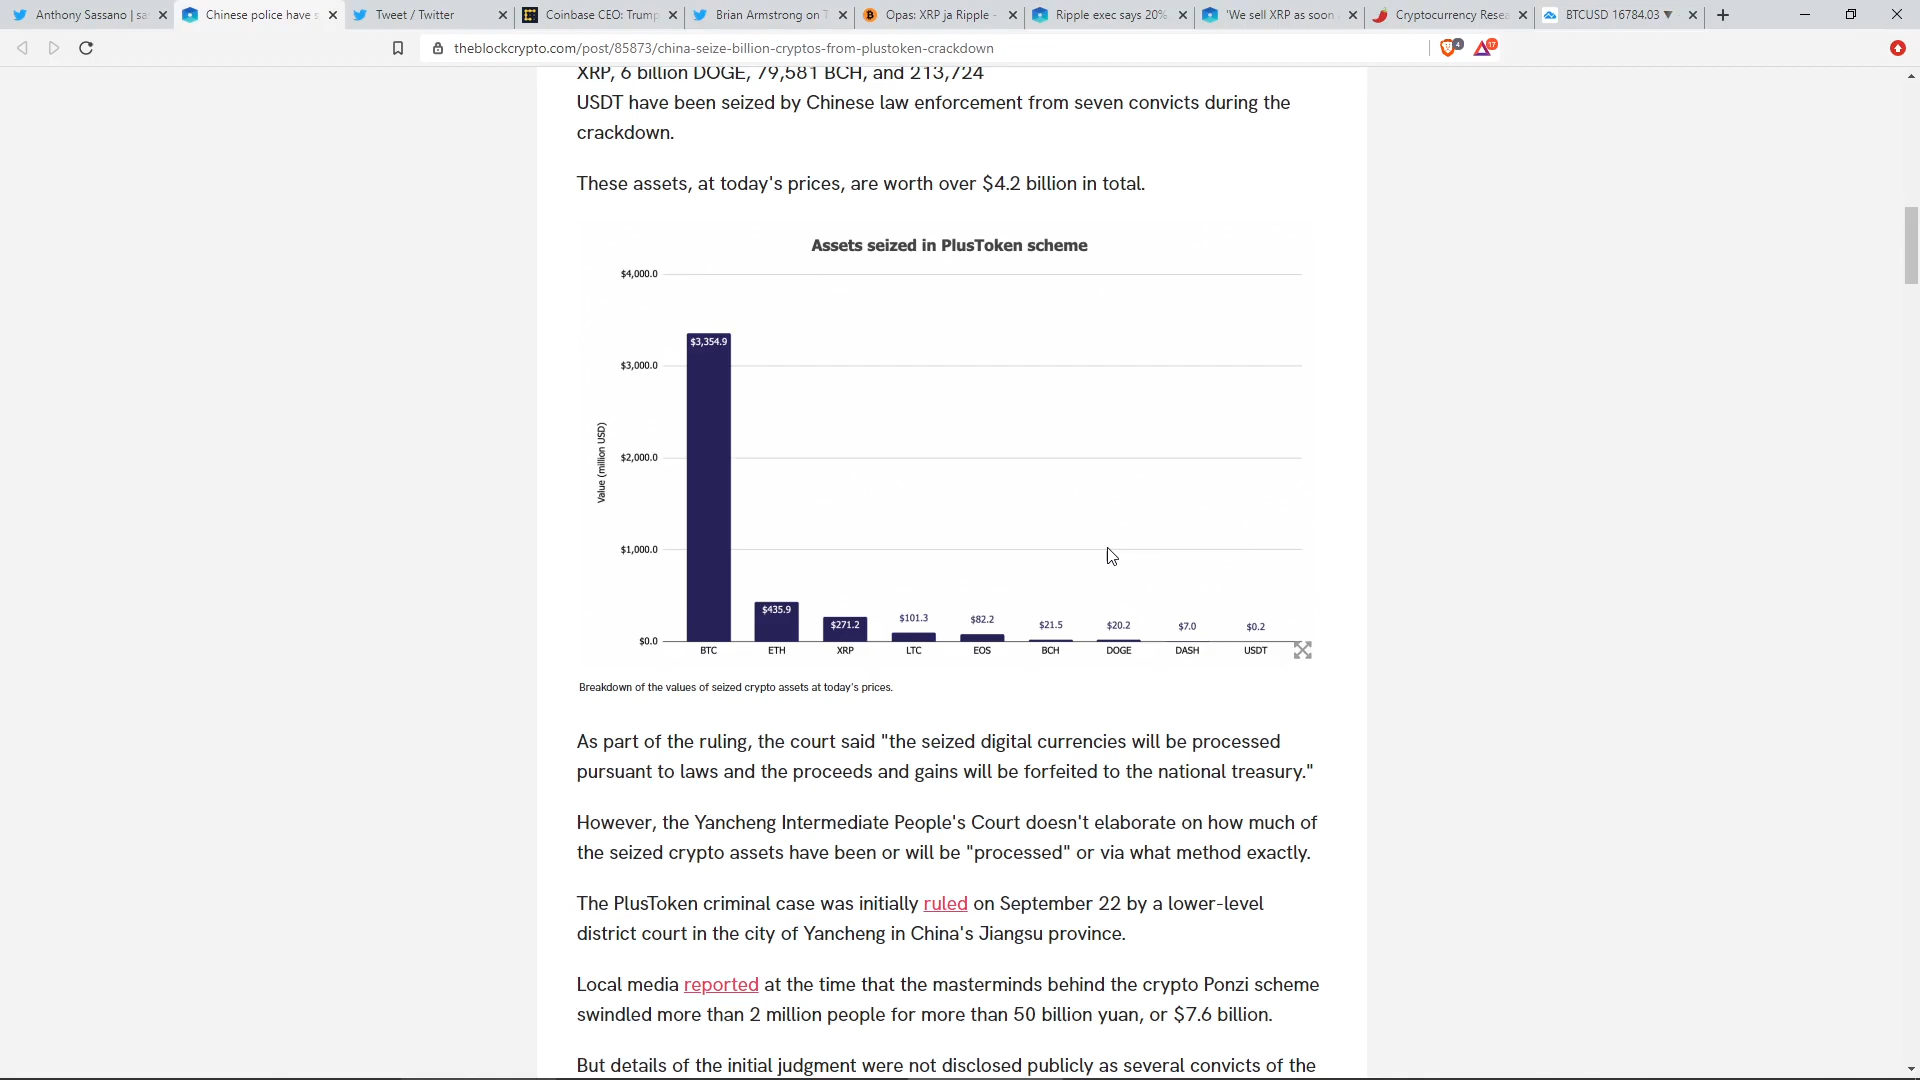 Anthony Sassano | sa
Chinese police have s
Tweet / Twitter
Coinbase CEO: Trump
Brian Armstrong on T
Opas: XRP ja Ripple -
Ripple exec says 20%
'We sell XRP as soon
Cryptocurrency Resea
BTCUSD 16784.03 ▼
theblockcrypto.com/post/85873/china-seize-billion-cryptos-from-plustoken-crackdown
4
17
XRP, 6 billion DOGE, 79,581 BCH, and 213,724
USDT have been seized by Chinese law enforcement from seven convicts during the
crackdown.
These assets, at today's prices, are worth over $4.2 billion in total.
Assets seized in PlusToken scheme
Value (million USD)
$4,000.0
$3,000.0
$2,000.0
$1,000.0
$0.0
$3,354.9
$435.9
$271.2
$101.3
$82.2
$21.5
$20.2
$7.0
$0.2
BTC
ETH
XRP
LTC
EOS
BCH
DOGE
DASH
USDT
Breakdown of the values of seized crypto assets at today's prices.
As part of the ruling, the court said "the seized digital currencies will be processed
pursuant to laws and the proceeds and gains will be forfeited to the national treasury."
However, the Yancheng Intermediate People's Court doesn't elaborate on how much of
the seized crypto assets have been or will be "processed" or via what method exactly.
The PlusToken criminal case was initially ruled on September 22 by a lower-level
district court in the city of Yancheng in China's Jiangsu province.
Local media reported at the time that the masterminds behind the crypto Ponzi scheme
swindled more than 2 million people for more than 50 billion yuan, or $7.6 billion.
But details of the initial judgment were not disclosed publicly as several convicts of the